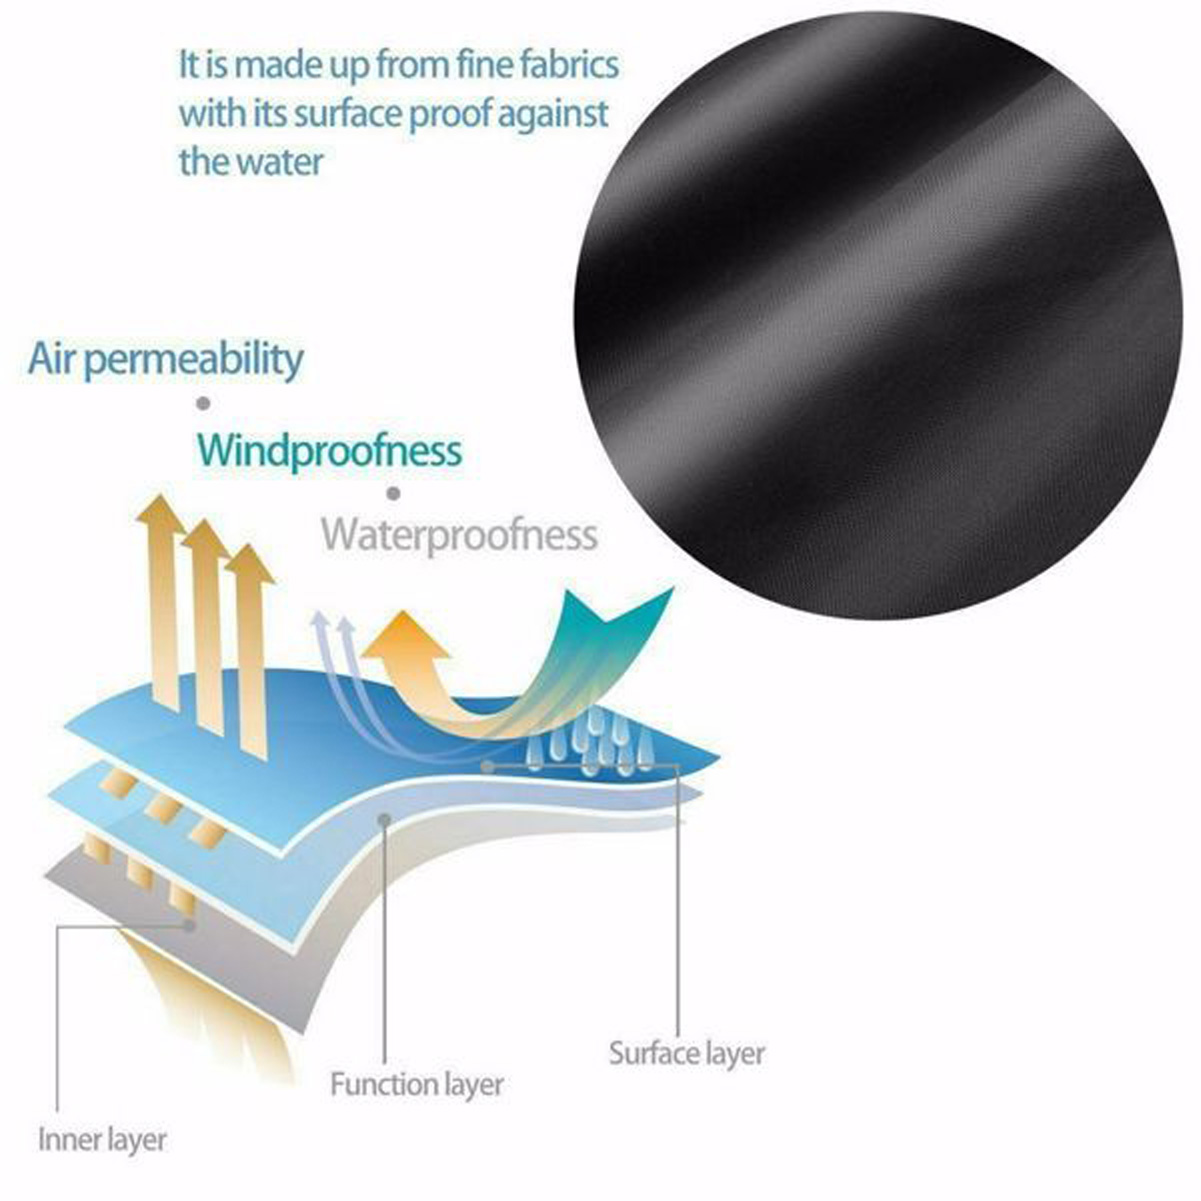 It is made up from fine fabrics
with its surface proof against
the water
Air permeability
Windproofness
Waterproofness
Surface layer
Function layer
Inner layer